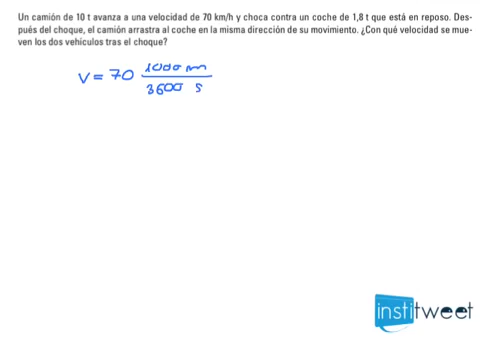 Un camión de 10 t avanza a una velocidad de 70 km/h y choca contra un coche de 1,8 t que está en reposo. Des-
pués del choque, el camión arrastra al coche en la misma dirección de su movimiento. ¿Con qué velocidad se mue-
ven los dos vehículos tras el choque?
V = 70 1000 m
3600 s
institweet